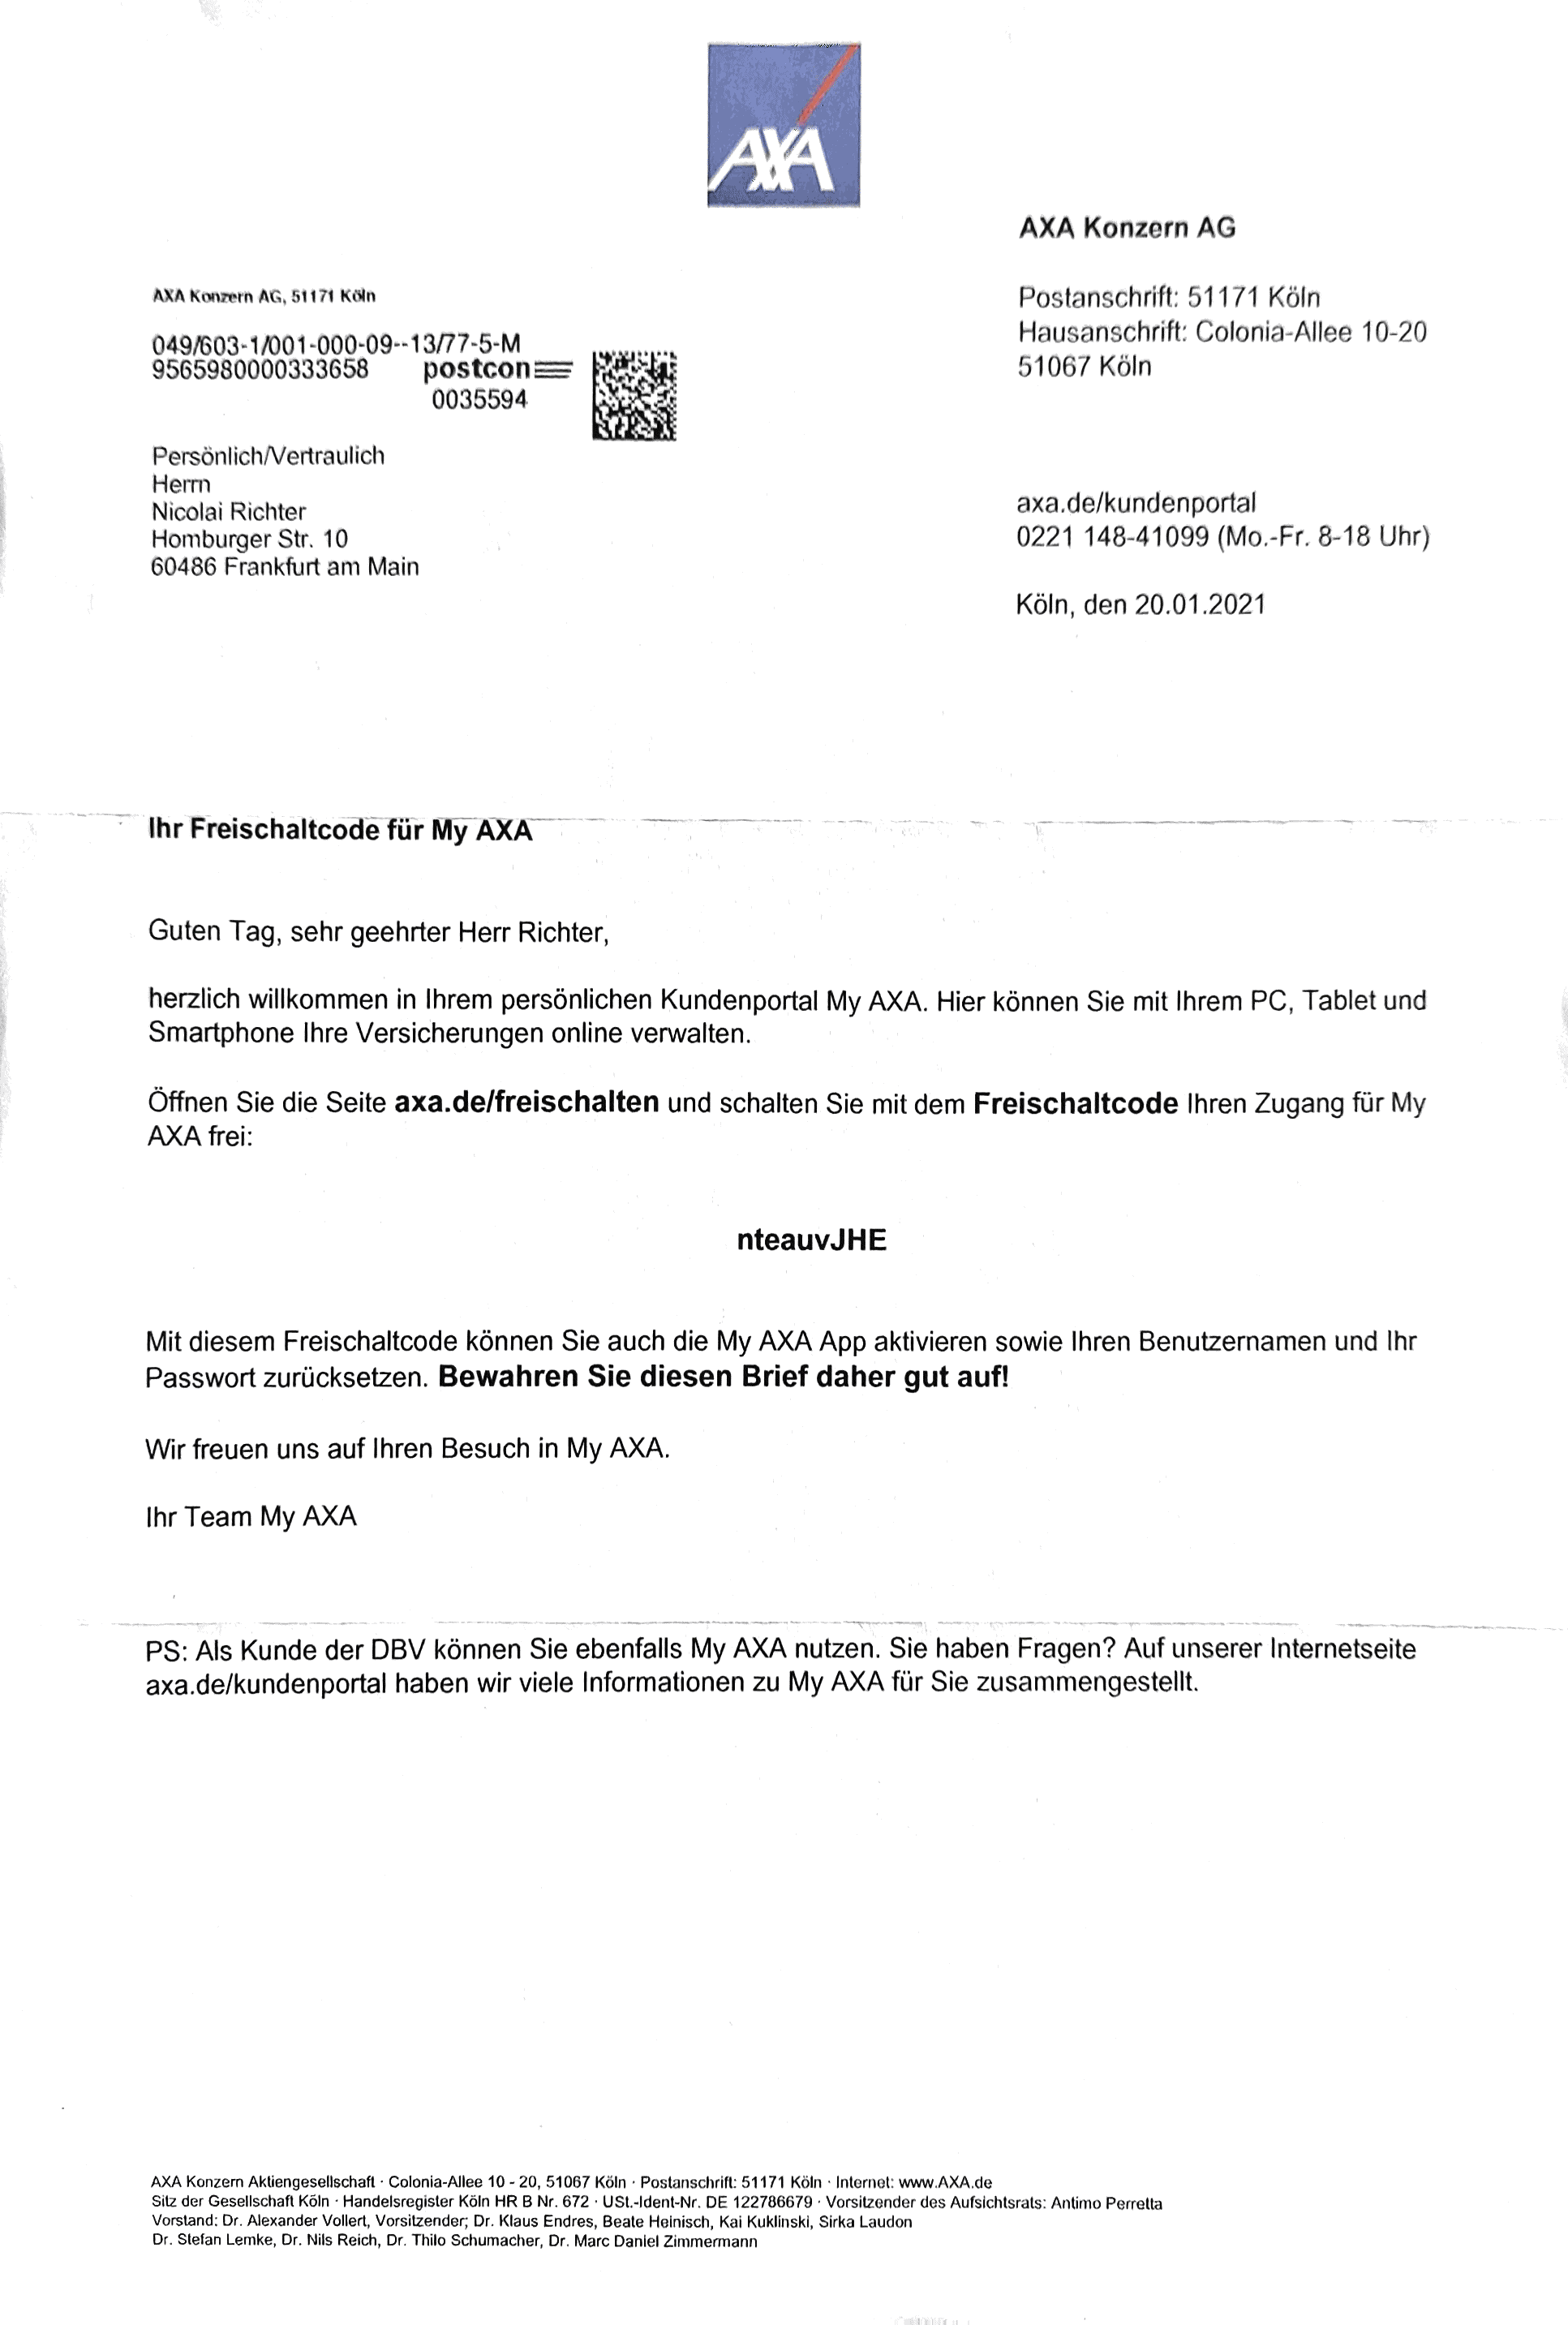 AXA
AXA Konzern AG
AXA Konzern AG, 51171 Köln
Postanschrift: 51171 Köln
Hausanschrift: Colonia-Allee 10-20
51067 Köln
049/603-1/001-000-09--13/77-5-M
9565980000333658 postcon
0035594
Persönlich/Vertraulich
Herrn
Nicolai Richter
Homburger Str. 10
60486 Frankfurt am Main
axa.de/kundenportal
0221 148-41099 (Mo.-Fr. 8-18 Uhr)
Köln, den 20.01.2021
Ihr Freischaltcode für My AXA
Guten Tag, sehr geehrter Herr Richter,
herzlich willkommen in Ihrem persönlichen Kundenportal My AXA. Hier können Sie mit Ihrem PC, Tablet und
Smartphone Ihre Versicherungen online verwalten.
Öffnen Sie die Seite axa.de/freischalten und schalten Sie mit dem Freischaltcode Ihren Zugang für My
AXA frei:
nteauvJHE
Mit diesem Freischaltcode können Sie auch die My AXA App aktivieren sowie Ihren Benutzernamen und Ihr
Passwort zurücksetzen. Bewahren Sie diesen Brief daher gut auf!
Wir freuen uns auf Ihren Besuch in My AXA.
Ihr Team My AXA
PS: Als Kunde der DBV können Sie ebenfalls My AXA nutzen. Sie haben Fragen? Auf unserer Internetseite
axa.de/kundenportal haben wir viele Informationen zu My AXA für Sie zusammengestellt.
AXA Konzern Aktiengesellschaft · Colonia-Allee 10 - 20, 51067 Köln · Postanschrift: 51171 Köln · Internet: www.AXA.de
Sitz der Gesellschaft Köln · Handelsregister Köln HR B Nr. 672 · USt.-Ident-Nr. DE 122786679 · Vorsitzender des Aufsichtsrats: Antimo Perretta
Vorstand: Dr. Alexander Vollert, Vorsitzender; Dr. Klaus Endres, Beate Heinisch, Kai Kuklinski, Sirka Laudon
Dr. Stefan Lemke, Dr. Nils Reich, Dr. Thilo Schumacher, Dr. Marc Daniel Zimmermann